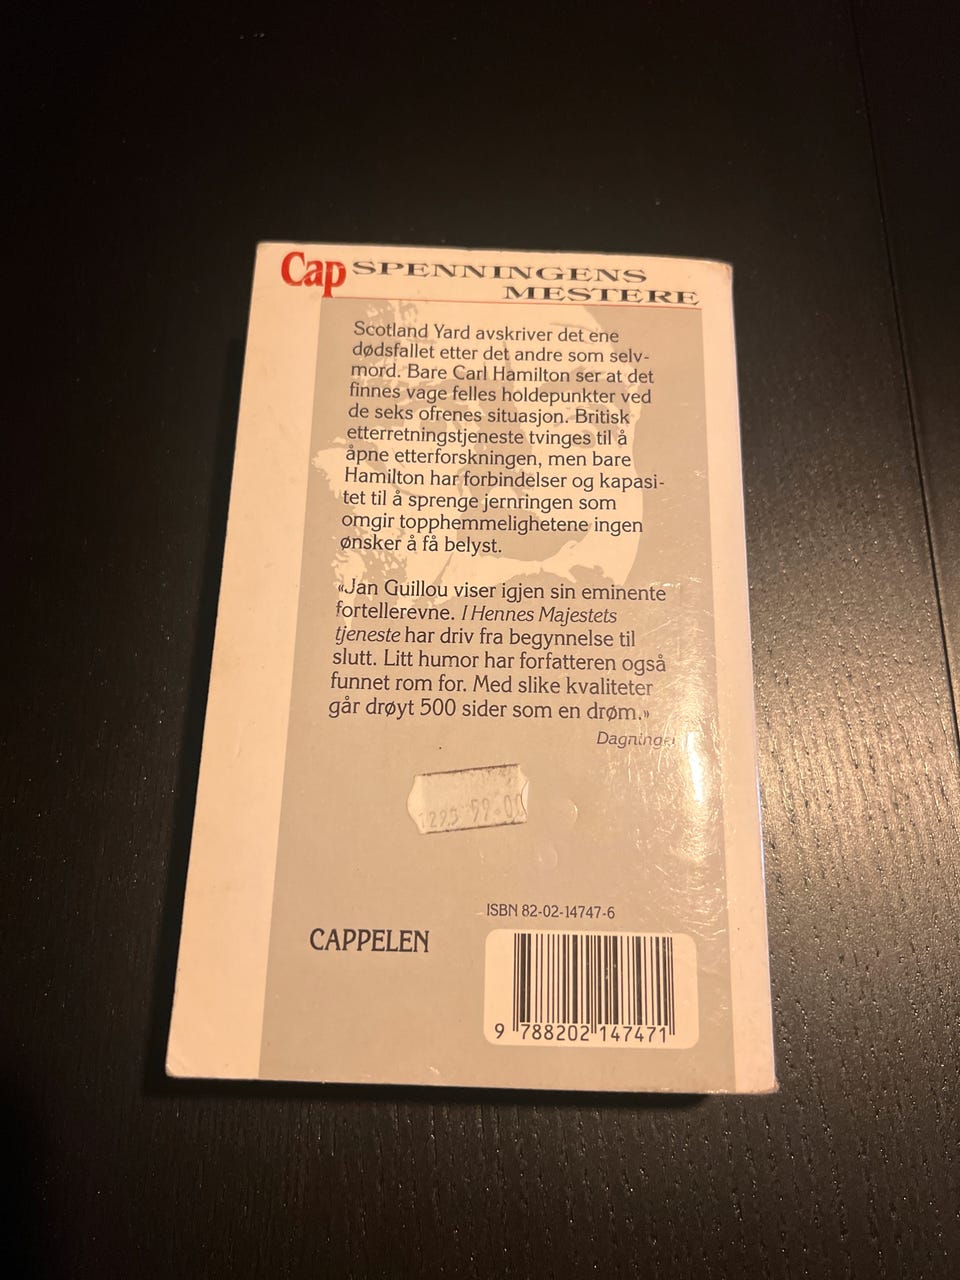 Cap SPENNINGENS
MESTERE
Scotland Yard avskriver det ene
dødsfallet etter det andre som selv-
mord. Bare Carl Hamilton ser at det
finnes vage felles holdepunkter ved
de seks ofrenes situasjon. Britisk
etterretningstjeneste tvinges til å
åpne etterforskningen, men bare
Hamilton har forbindelser og kapasi-
tet til å sprenge jernringen som
omgir topphemmelighetene ingen
ønsker å få belyst.
«Jan Guillou viser igjen sin eminente
fortellerevne. I Hennes Majestets
tjeneste har driv fra begynnelse til
slutt. Litt humor har forfatteren også
funnet rom for. Med slike kvaliteter
går drøyt 500 sider som en drøm.»
Dagningen
59.00
ISBN 82-02-14747-6
CAPPELEN
9 788202 147471